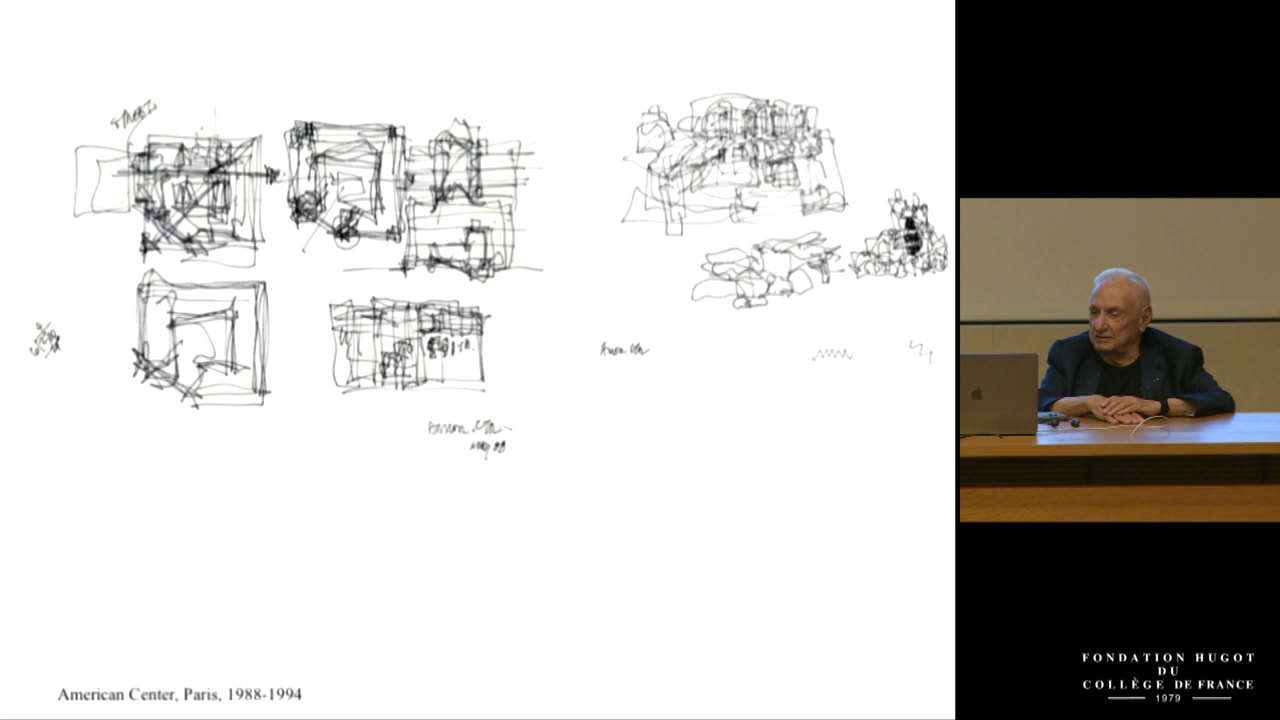 American Center, Paris, 1988-1994
FONDATION HUGOT
DU
COLLÈGE DE FRANCE
1979